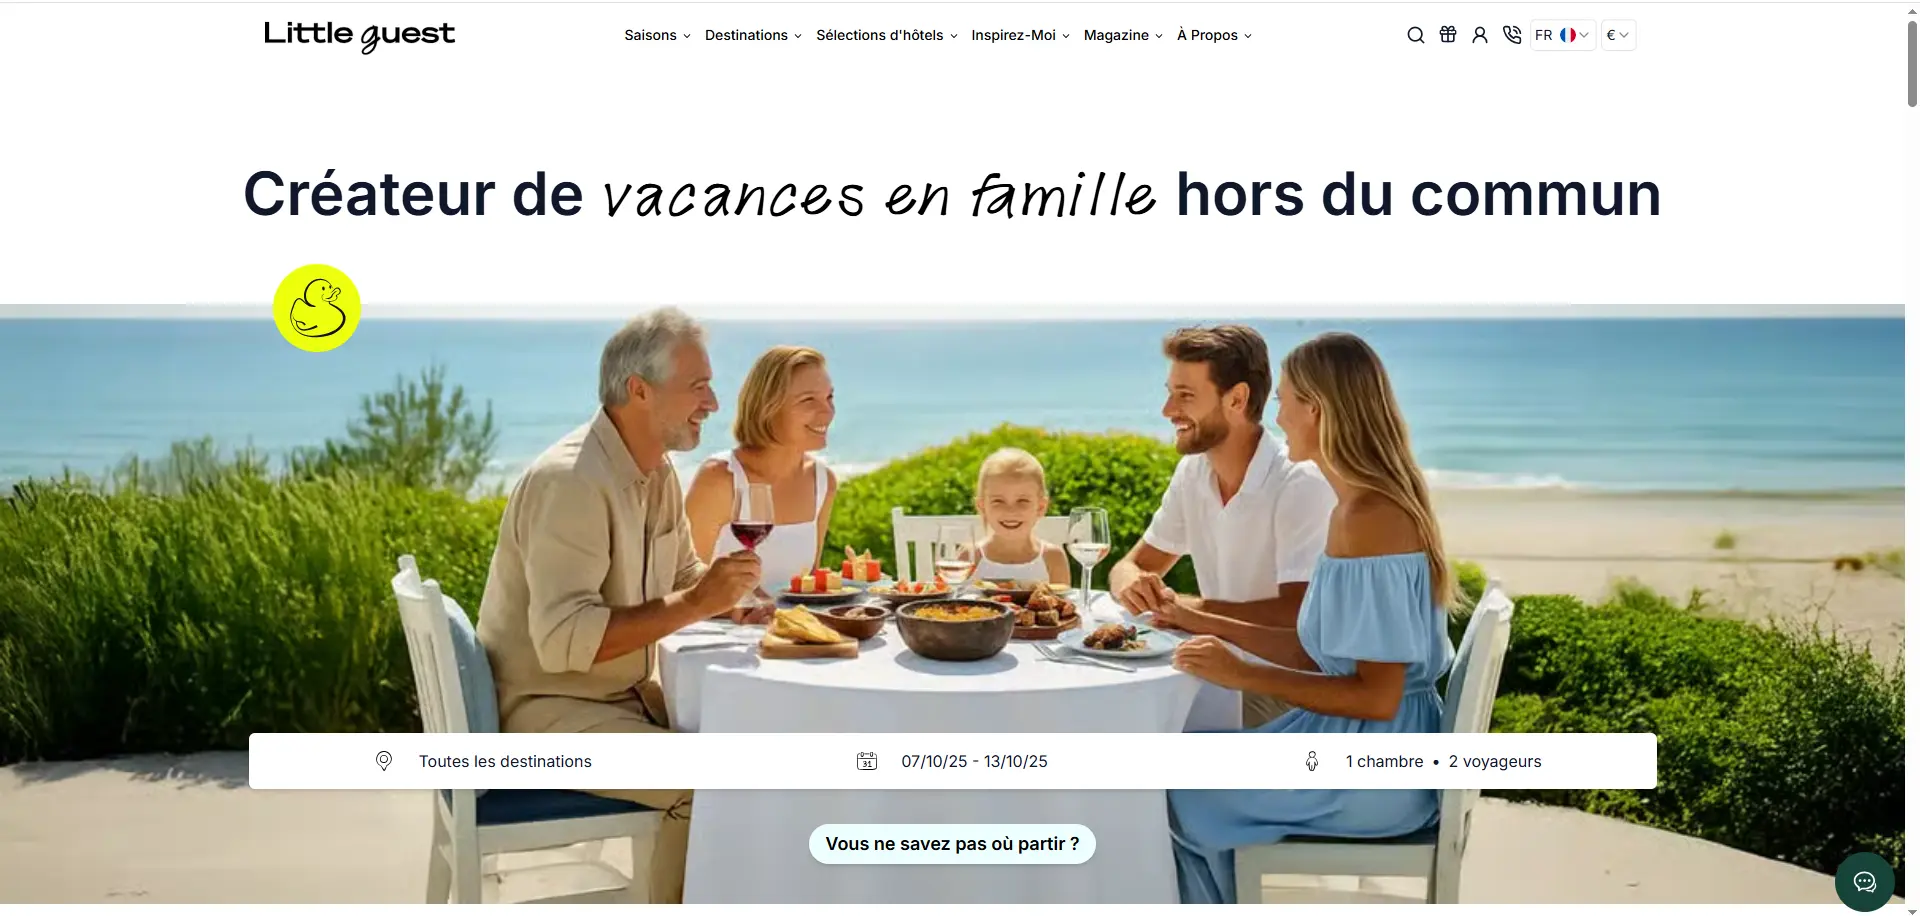 Little guest
Saisons Destinations Sélections d'hôtels Inspirez-Moi Magazine À Propos
FR €
Créateur de vacances en famille hors du commun
Toutes les destinations
31 07/10/25 - 13/10/25
1 chambre • 2 voyageurs
Vous ne savez pas où partir ?